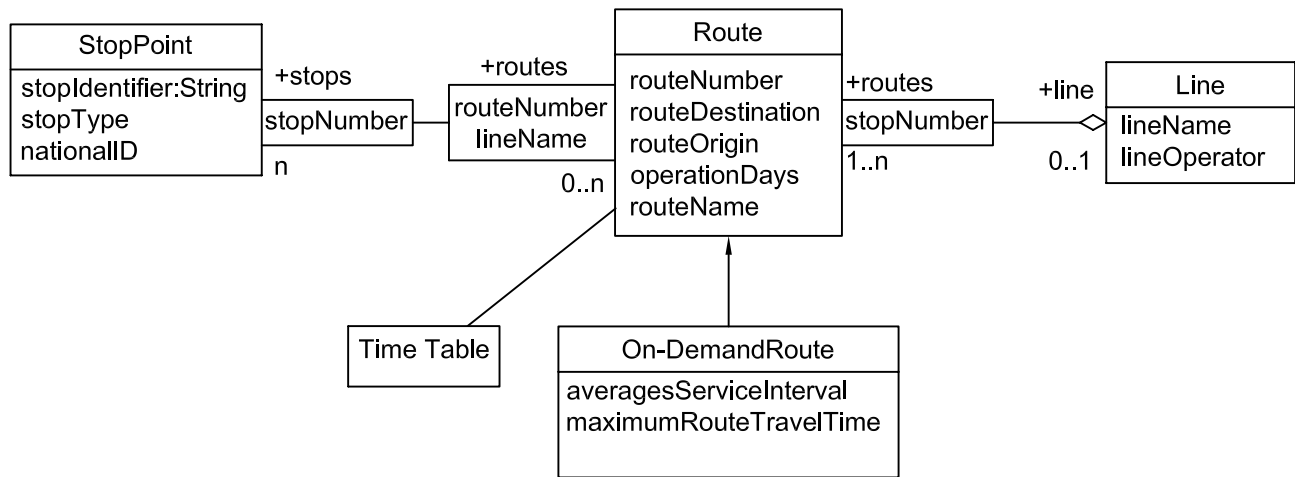 StopPoint
stopIdentifier:String
stopType
nationalID
+stops
stopNumber
n
+routes
routeNumber
lineName
0..n
Route
routeNumber
routeDestination
routeOrigin
operationDays
routeName
+routes
stopNumber
1..n
+line
0..1
Line
lineName
lineOperator
Time Table
On-DemandRoute
averagesServiceInterval
maximumRouteTravelTime